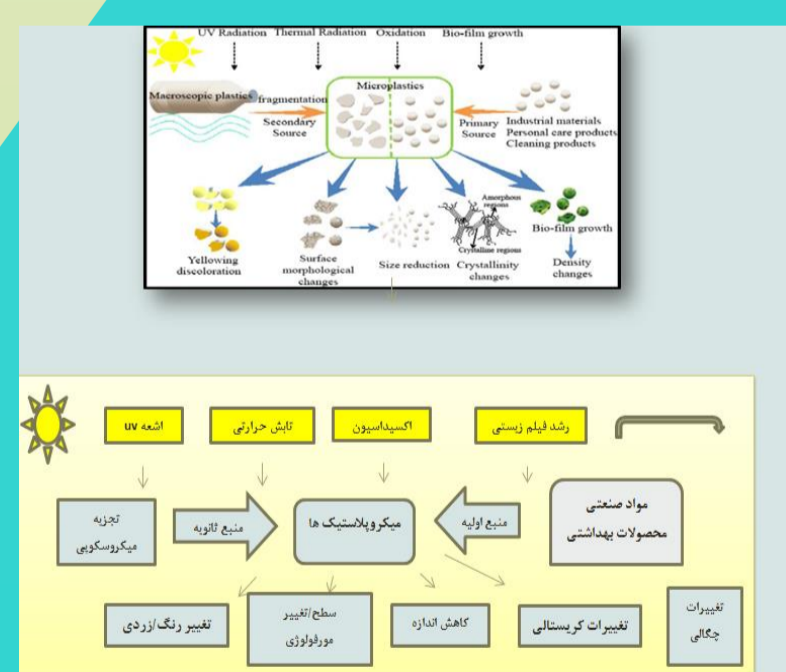 UV Radiation Thermal Radiation Oxidation Bio-film growth
Macroscopic plastics
fragmentation
Secondary
Source
Microplastics
Primary
Source
Industrial materials
Personal care products
Cleaning products
Yellowing
discoloration
Surface
morphological
changes
Size reduction
Amorphous
regions
Crystalline regions
Crystallinity
changes
Bio-film growth
Density
changes
اشعه uv
تابش حرارتی
اکسیداسیون
رشد فیلم زیستی
تجزیه
میکروسکوپی
منبع ثانویه
میکروپلاستیک ها
منبع اولیه
مواد صنعتی
محصولات بهداشتی
تغییر رنگ/زردی
سطح/تغییر
مورفولوژی
کاهش اندازه
تغییرات کریستالی
تغییرات
چگالی